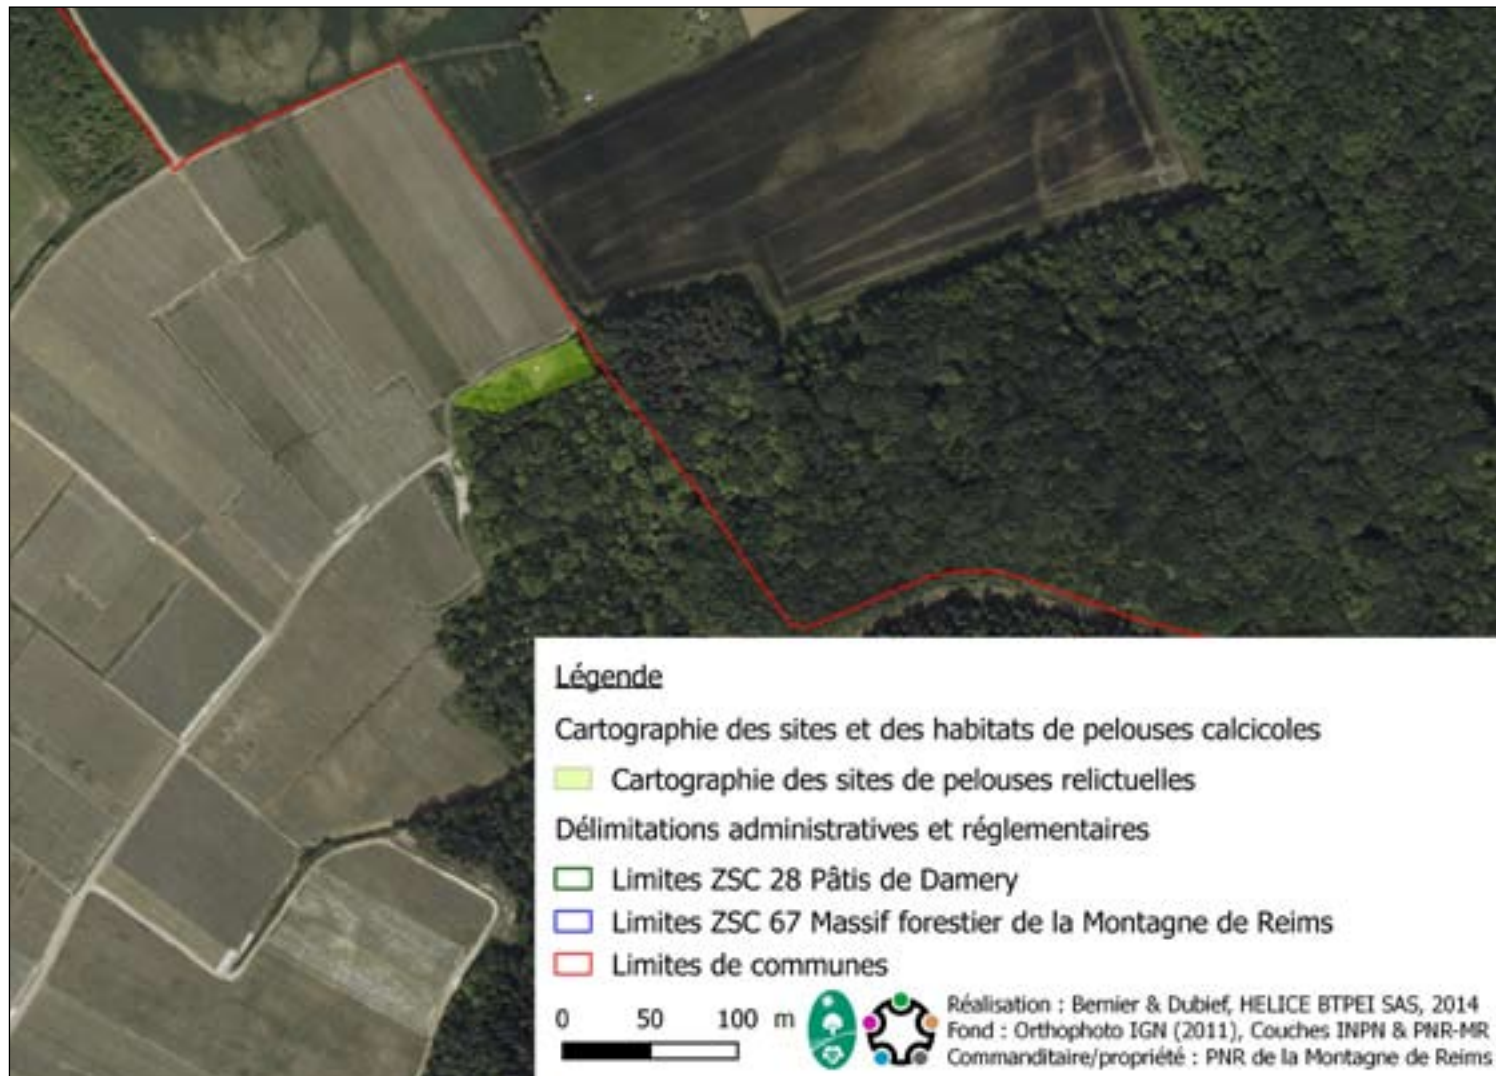 Légende
Cartographie des sites et des habitats de pelouses calcicoles
Cartographie des sites de pelouses relictuelles
Délimitations administratives et réglementaires
Limites ZSC 28 Pâtis de Damery
Limites ZSC 67 Massif forestier de la Montagne de Reims
Limites de communes
0 50 100 m
Réalisation : Bernier & Dubief, HELICE BTPEI SAS, 2014
Fond : Orthophoto IGN (2011), Couches INPN & PNR-MR
Commanditaire/propriété : PNR de la Montagne de Reims